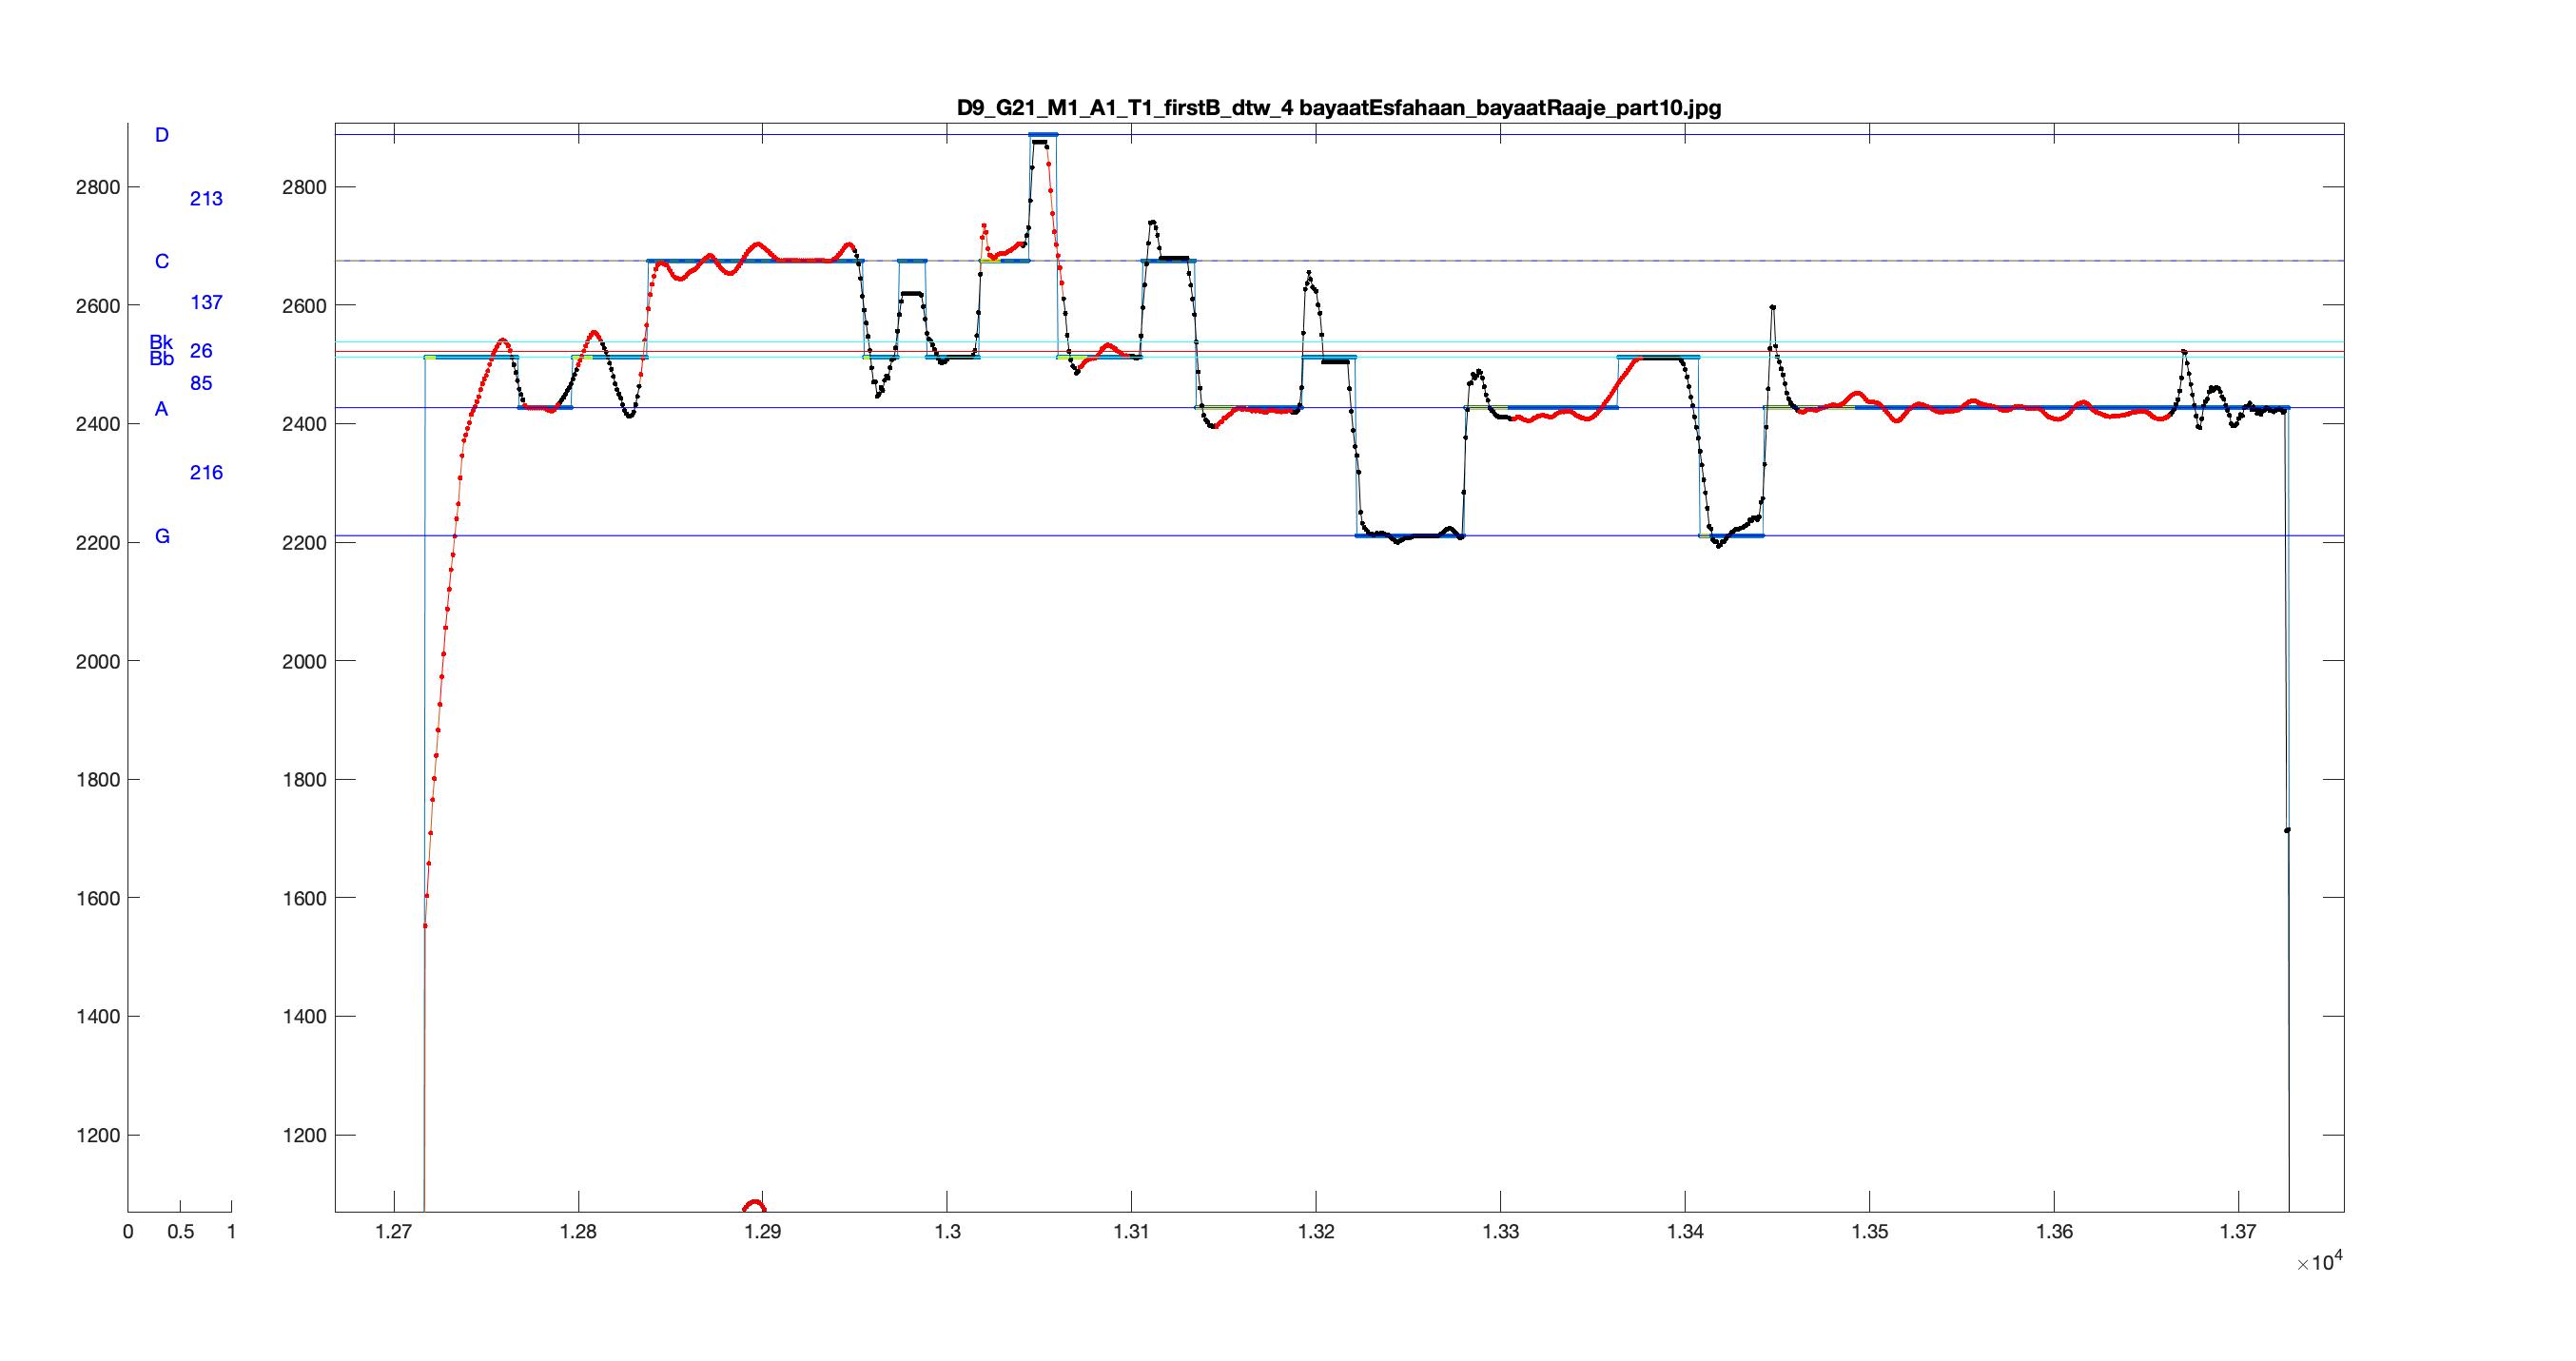 D9_G21_M1_A1_T1_firstB_dtw_4 bayaatEsfahaan_bayaatRaaje_part10.jpg
D
2800 213 2800
C
2600 137 2600
Bk
Bb 26
85
A
2400 2400
216
2200 G 2200
2000 2000
1800 1800
1600 1600
1400 1400
1200 1200
0 0.5 1 1.27 1.28 1.29 1.3 1.31 1.32 1.33 1.34 1.35 1.36 1.37
×10^4